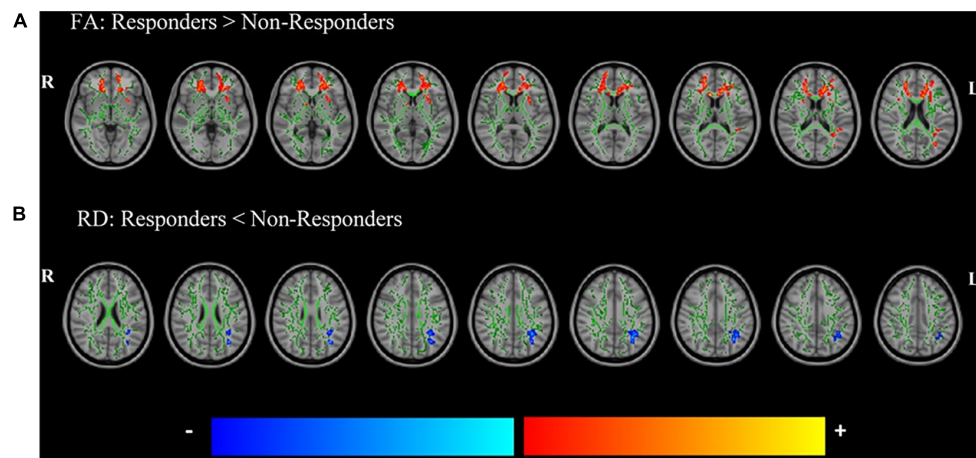 A
FA: Responders > Non-Responders
R
L
B
RD: Responders < Non-Responders
R
L
- +